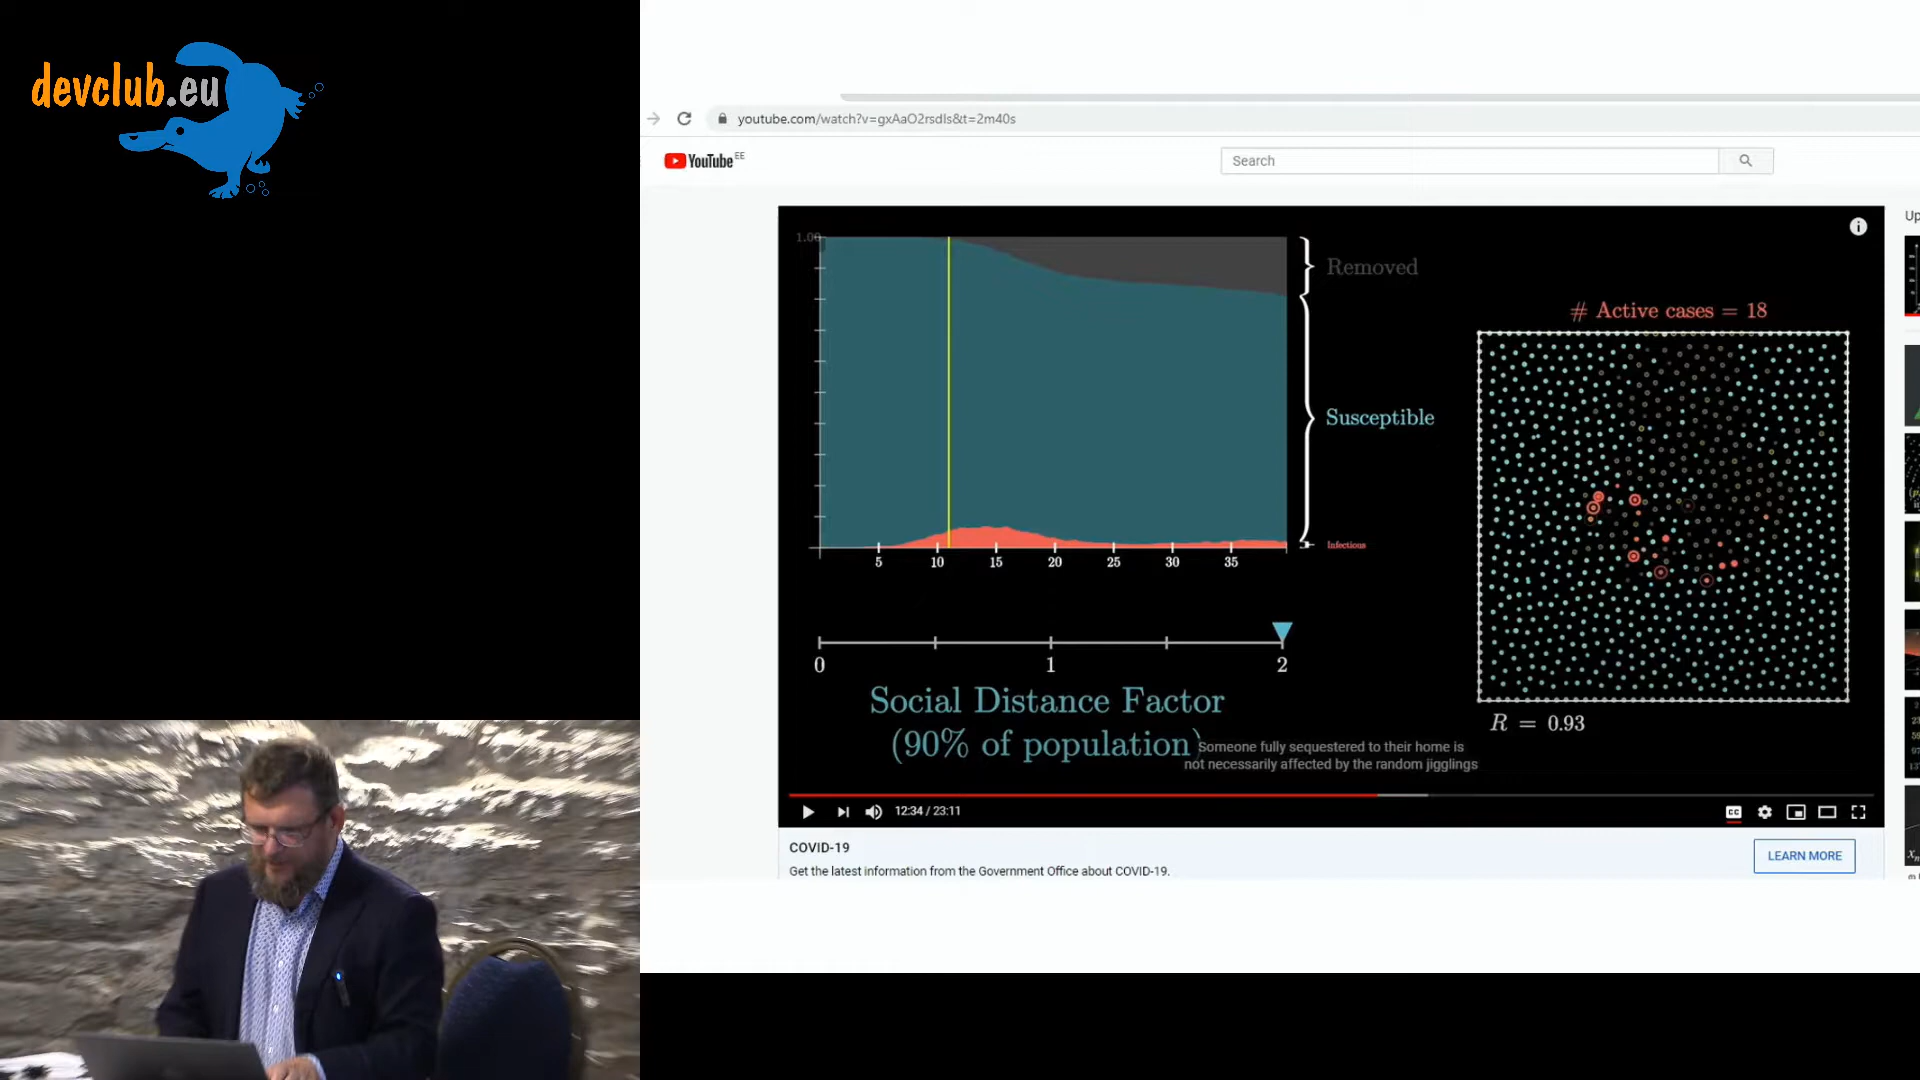 devclub.eu
youtube.com/watch?v=gxAaO2rsdIs&t=2m40s
YouTube EE
Search
Up
1.00
Removed
# Active cases = 18
Susceptible
Infectious
5 10 15 20 25 30 35
0 1 2
Social Distance Factor
(90% of population)
R = 0.93
Someone fully sequestered to their home is
not necessarily affected by the random jigglings
12:34 / 23:11
CC
COVID-19
LEARN MORE
Get the latest information from the Government Office about COVID-19.